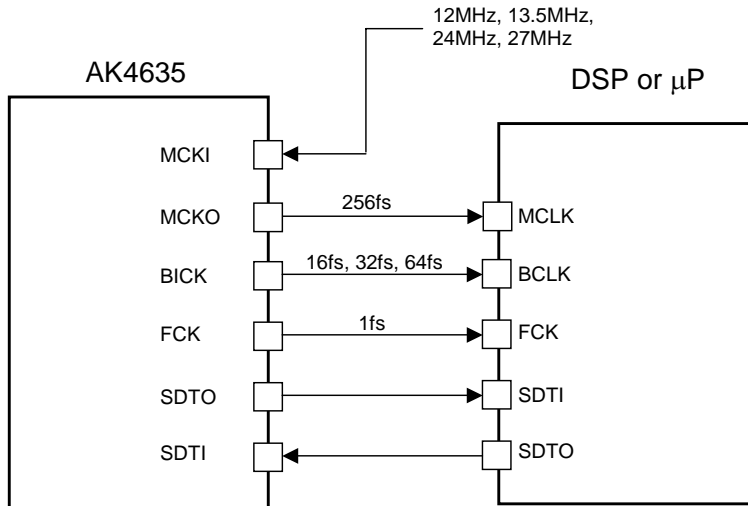 12MHz, 13.5MHz,
24MHz, 27MHz
AK4635
DSP or μP
MCKI
MCKO
256fs
MCLK
BICK
16fs, 32fs, 64fs
BCLK
FCK
1fs
FCK
SDTO
SDTI
SDTI
SDTO